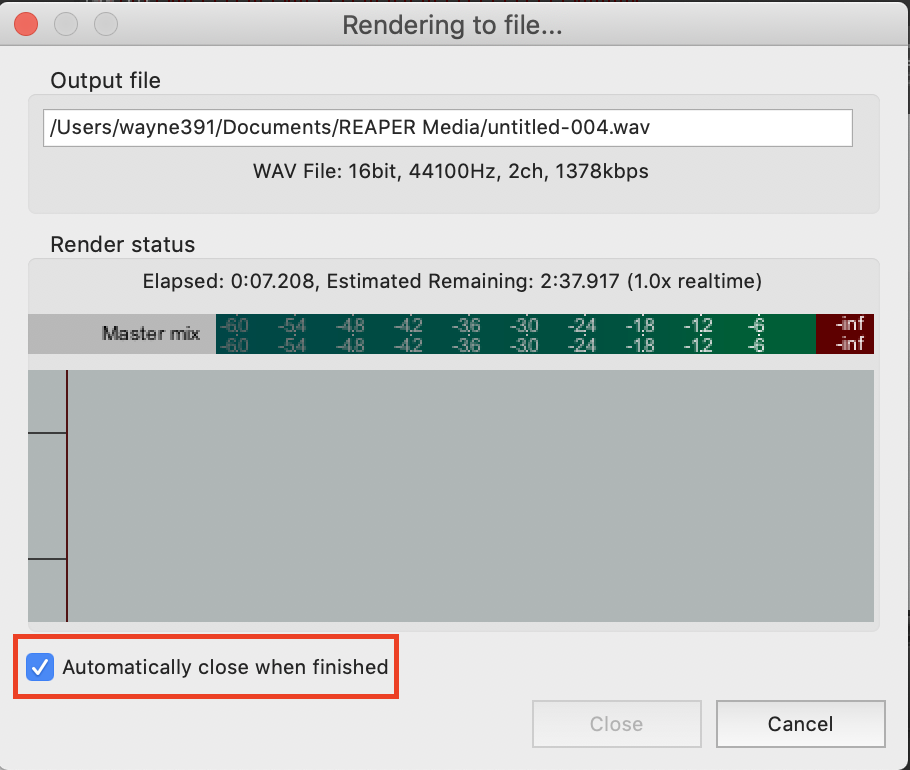 Rendering to file...
Output file
/Users/wayne391/Documents/REAPER Media/untitled-004.wav
WAV File: 16bit, 44100Hz, 2ch, 1378kbps
Render status
Elapsed: 0:07.208, Estimated Remaining: 2:37.917 (1.0x realtime)
Master mix
-6.0 -5.4 -4.8 -4.2 -3.6 -3.0 -2.4 -1.8 -1.2 -6 -inf
-6.0 -5.4 -4.8 -4.2 -3.6 -3.0 -2.4 -1.8 -1.2 -6 -inf
Automatically close when finished
Close Cancel